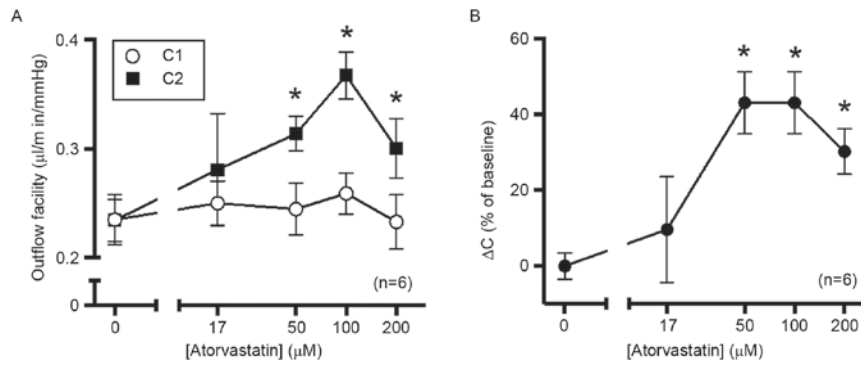 A
Outflow facility (μl/m in/mmHg)
0.4
0.3
0.2
0
C1
C2
*
*
*
(n=6)
0
17
50
100
200
[Atorvastatin] (μM)
B
ΔC (% of baseline)
60
40
20
0
*
*
*
(n=6)
0
17
50
100
200
[Atorvastatin] (μM)